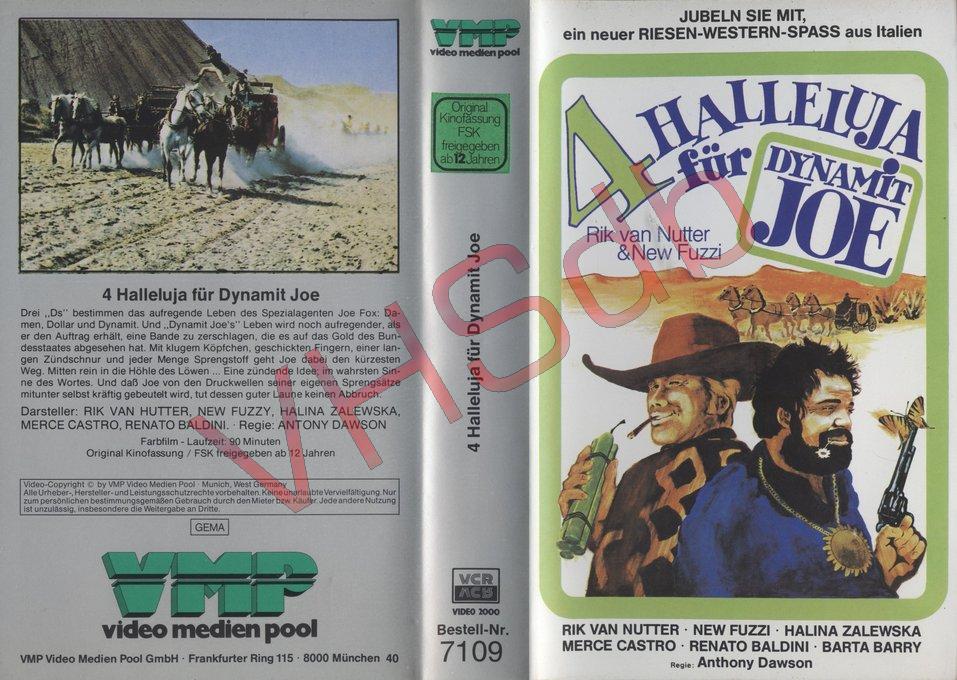 4 Halleluja für Dynamit Joe
Drei ,,Ds'' bestimmen das aufregende Leben des Spezialagenten Joe Fox: Da-
men, Dollar und Dynamit. Und ,,Dynamit Joe's'' Leben wird noch aufregender, als
er den Auftrag erhält, eine Bande zu zerschlagen, die es auf das Gold des Bun-
desstaates abgesehen hat. Mit klugem Köpfchen, geschickten Fingern, einer lan-
gen Zündschnur und jeder Menge Sprengstoff geht Joe dabei den kürzesten
Weg. Mitten rein in die Höhle des Löwen ... Eine zündende Idee im wahrsten Sin-
ne des Wortes. Und daß Joe von den Druckwellen seiner eigenen Sprengsätze
mitunter selbst kräftig gebeutelt wird, tut dessen guter Laune keinen Abbruch.
Darsteller: RIK VAN HUTTER, NEW FUZZY, HALINA ZALEWSKA,
MERCE CASTRO, RENATO BALDINI. · Regie: ANTONY DAWSON
Farbfilm - Laufzeit: 90 Minuten
Original Kinofassung / FSK freigegeben ab 12 Jahren
Video-Copyright © by VMP Video Medien Pool · Munich, West Germany
Alle Urheber-, Hersteller- und Leistungsschutzrechte vorbehalten. Keine unerlaubte Vervielfältigung. Nur
zum persönlichen bestimmungsgemäßen Gebrauch durch den Mieter bzw. Käufer. Jede andere Nutzung
ist unzulässig, insbesondere die Weitergabe an Dritte.
GEMA
VMP
video medien pool
VMP Video Medien Pool GmbH · Frankfurter Ring 115 · 8000 München 40
VMP
video medien pool
Original
Kinofassung
FSK
freigegeben
ab 12 Jahren
4 Halleluja für Dynamit Joe
VCR
VCR
VIDEO 2000
Bestell-Nr.
7109
JUBELN SIE MIT,
ein neuer RIESEN-WESTERN-SPASS aus Italien
4 HALLELUJA
für DYNAMIT
JOE
Rik van Nutter
& New Fuzzi
RIK VAN NUTTER · NEW FUZZI · HALINA ZALEWSKA
MERCE CASTRO · RENATO BALDINI · BARTA BARRY
Regie: Anthony Dawson
VHSdb